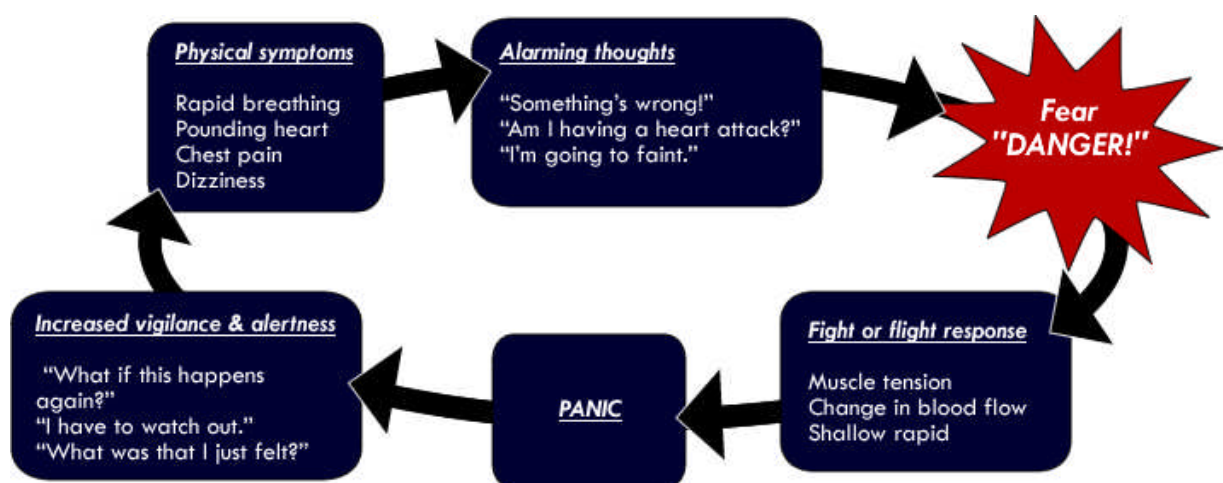 Physical symptoms
Rapid breathing
Pounding heart
Chest pain
Dizziness
Alarming thoughts
“Something’s wrong!”
“Am I having a heart attack?”
“I’m going to faint.”
Fear
"DANGER!"
Fight or flight response
Muscle tension
Change in blood flow
Shallow rapid
PANIC
Increased vigilance & alertness
“What if this happens
again?”
“I have to watch out.”
“What was that I just felt?”